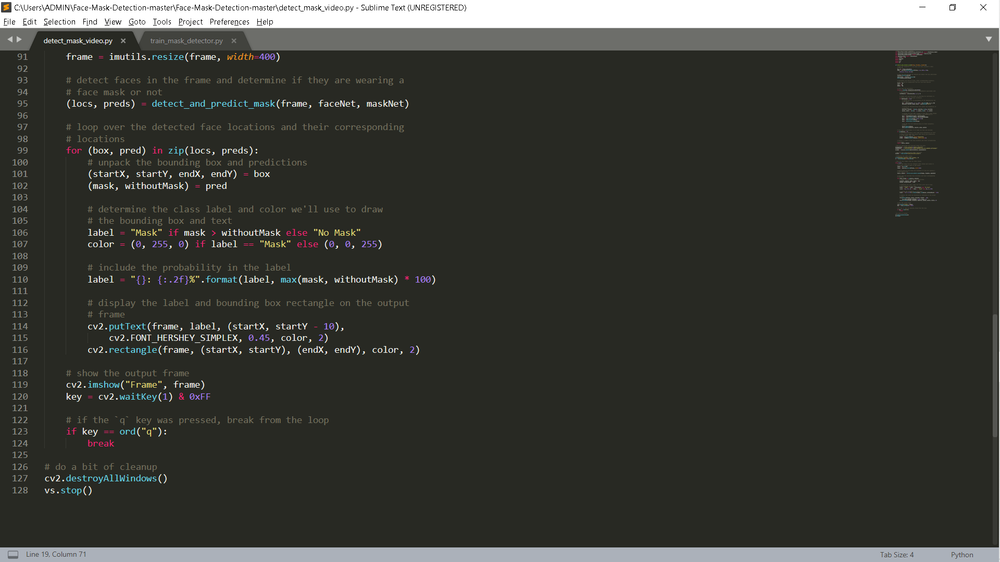 C:\Users\ADMIN\Face-Mask-Detection-master\Face-Mask-Detection-master\detect_mask_video.py - Sublime Text (UNREGISTERED)
File Edit Selection Find View Goto Tools Project Preferences Help
detect_mask_video.py train_mask_detector.py
91     frame = imutils.resize(frame, width=400)
92
93     # detect faces in the frame and determine if they are wearing a
94     # face mask or not
95     (locs, preds) = detect_and_predict_mask(frame, faceNet, maskNet)
96
97     # loop over the detected face locations and their corresponding
98     # locations
99     for (box, pred) in zip(locs, preds):
100         # unpack the bounding box and predictions
101         (startX, startY, endX, endY) = box
102         (mask, withoutMask) = pred
103
104         # determine the class label and color we'll use to draw
105         # the bounding box and text
106         label = "Mask" if mask > withoutMask else "No Mask"
107         color = (0, 255, 0) if label == "Mask" else (0, 0, 255)
108
109         # include the probability in the label
110         label = "{}: {:.2f}%".format(label, max(mask, withoutMask) * 100)
111
112         # display the label and bounding box rectangle on the output
113         # frame
114         cv2.putText(frame, label, (startX, startY - 10),
115             cv2.FONT_HERSHEY_SIMPLEX, 0.45, color, 2)
116         cv2.rectangle(frame, (startX, startY), (endX, endY), color, 2)
117
118     # show the output frame
119     cv2.imshow("Frame", frame)
120     key = cv2.waitKey(1) & 0xFF
121
122     # if the `q` key was pressed, break from the loop
123     if key == ord("q"):
124         break
125
126 # do a bit of cleanup
127 cv2.destroyAllWindows()
128 vs.stop()
Line 19, Column 71 Tab Size: 4 Python